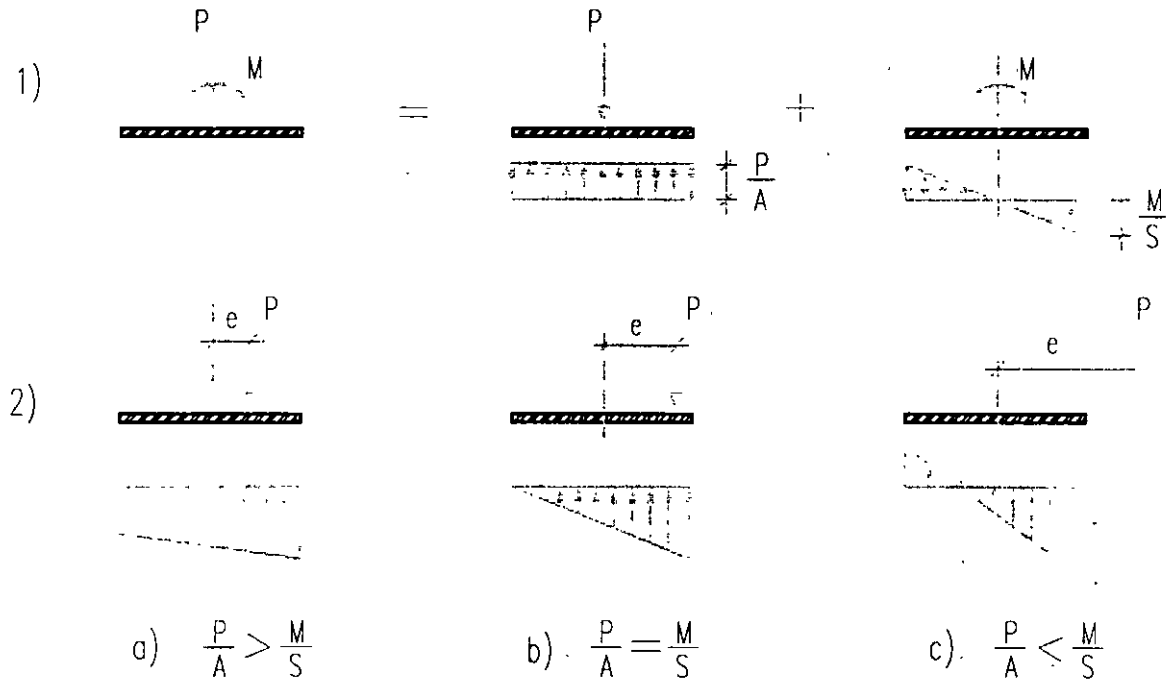 P
P
1)
M
=
+
M
P
A
- M
+ S
e
P
e
P
e
P
2)
a) P/A > M/S
b) . P/A = M/S
c). P/A < M/S